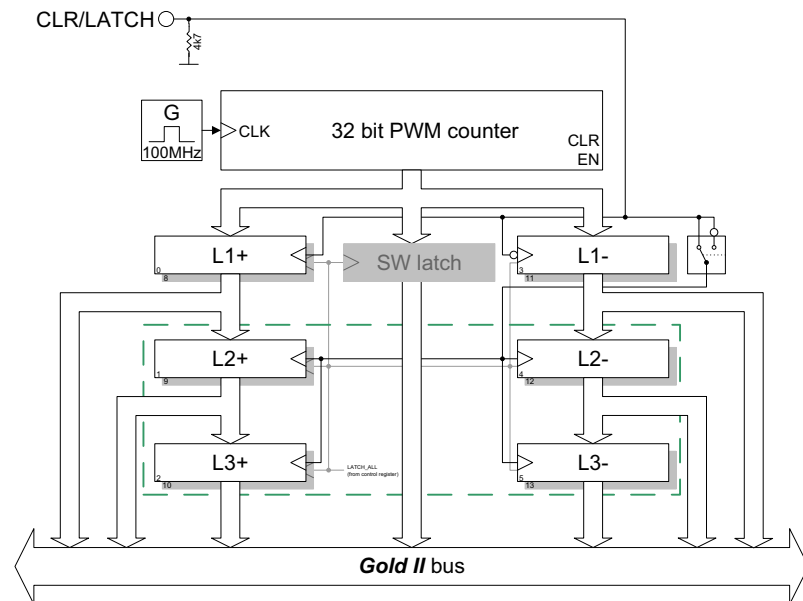 CLR/LATCH
4k7
G
100MHz
CLK
32 bit PWM counter
CLR
EN
L1+
0
8
SW latch
L1-
3
11
L2+
1
9
L2-
4
12
L3+
2
10
LATCH_ALL
(from control register)
L3-
5
13
Gold II bus